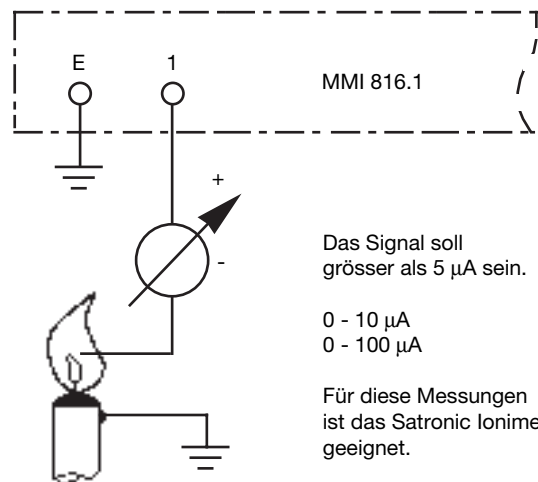 E 1
MMI 816.1
+
-
Das Signal soll
grösser als 5 µA sein.
0 - 10 µA
0 - 100 µA
Für diese Messungen
ist das Satronic Ionime
geeignet.